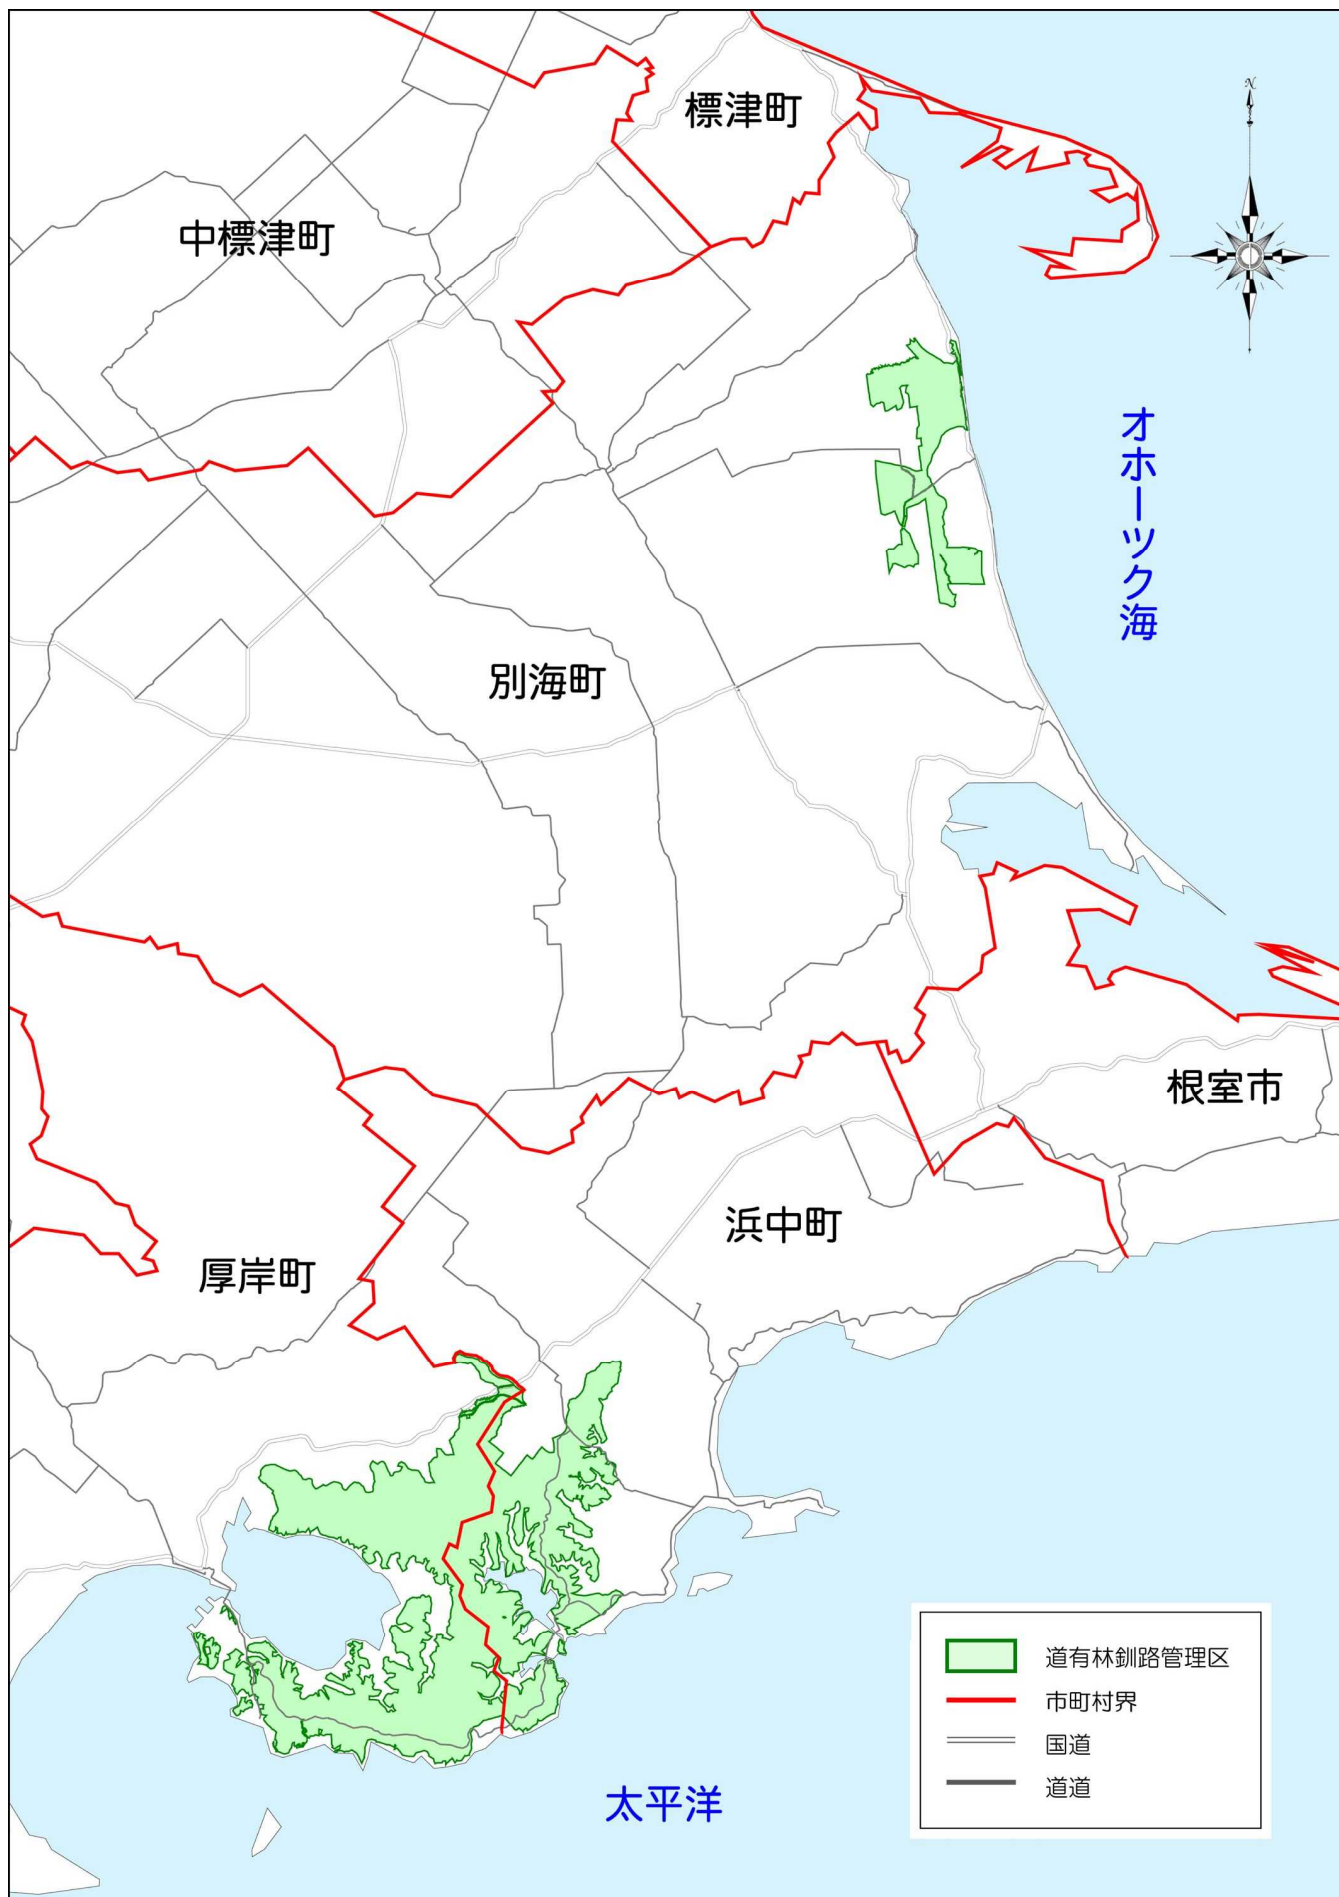 標津町
N
中標津町
オホーツク海
別海町
根室市
浜中町
厚岸町
道有林釧路管理区
市町村界
国道
道道
太平洋